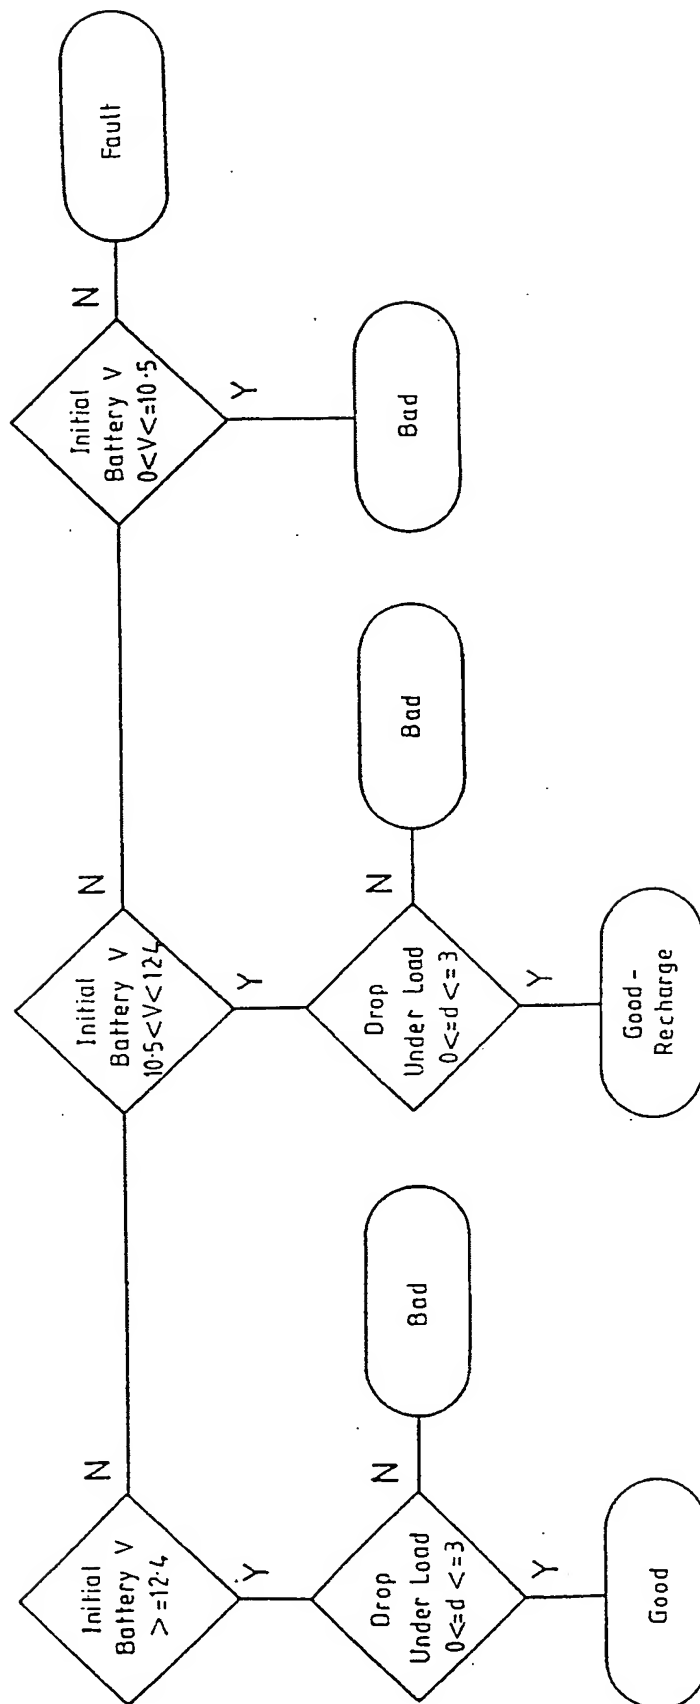 Initial
Battery V
>=12·4
N
Initial
Battery V
10·5<V<12·4
N
Initial
Battery V
0<V<=10·5
N
Fault
Y
Drop
Under Load
0<=d<=3
N
Bad
Y
Drop
Under Load
0<=d<=3
N
Bad
Y
Bad
Y
Good
Y
Good-
Recharge